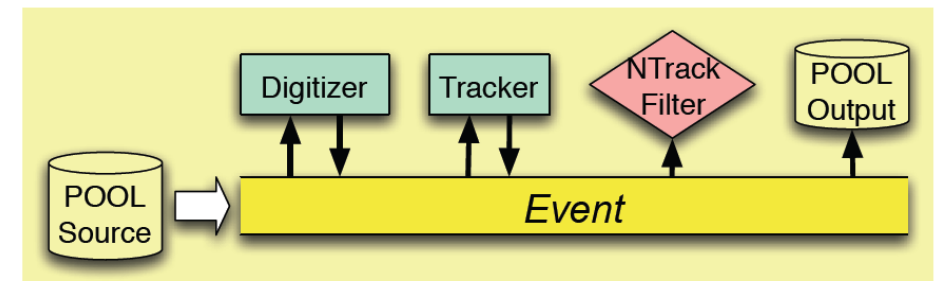 Digitizer
Tracker
NTrack
Filter
POOL
Output
POOL
Source
Event